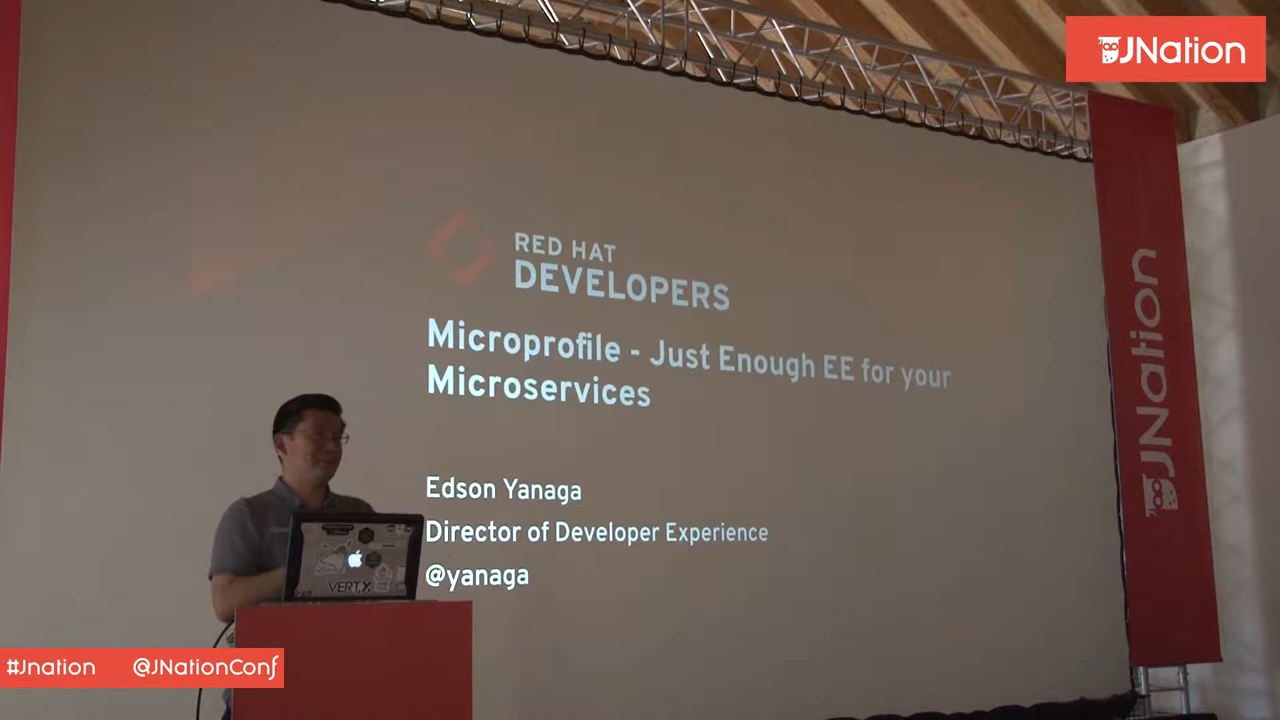 JNation
RED HAT
DEVELOPERS
Microprofile - Just Enough EE for your
Microservices
Edson Yanaga
Director of Developer Experience
@yanaga
VERT.X
JNation
#Jnation @JNationConf